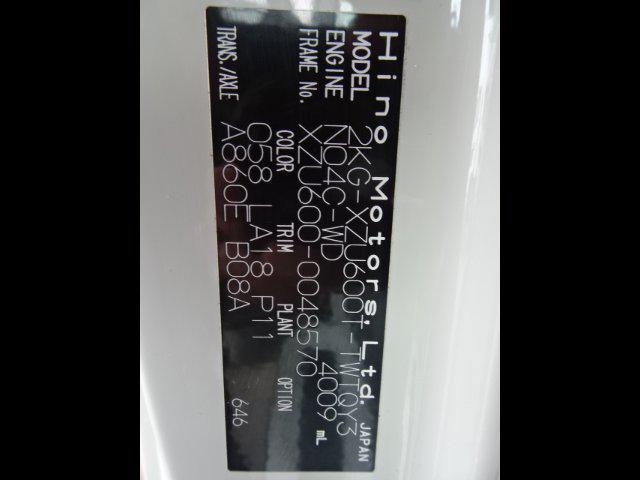 Hino Motors, Ltd. JAPAN
MODEL 2KG-XZU600T-TWTQY3
ENGINE N04C-WD 4009 mL
FRAME No. XZU600-0048570
COLOR TRIM PLANT OPTION
058 LA18 P11
TRANS./AXLE A860E B08A
646